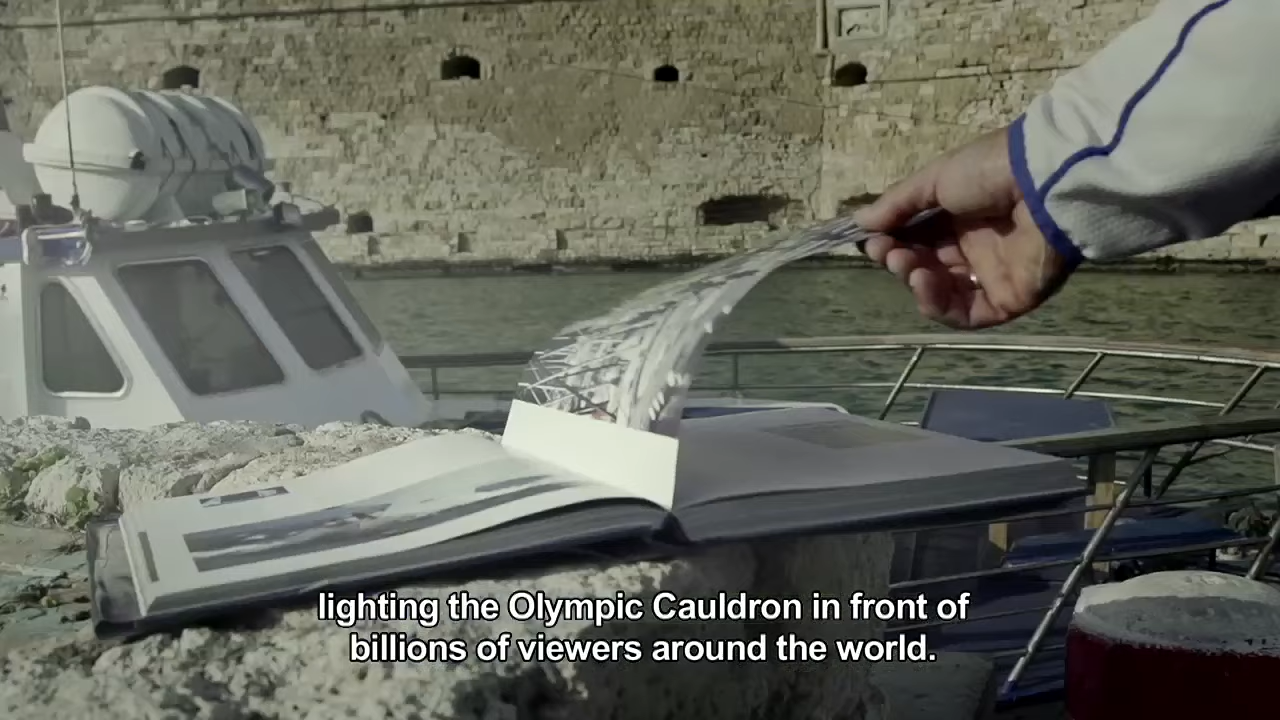 lighting the Olympic Cauldron in front of
billions of viewers around the world.